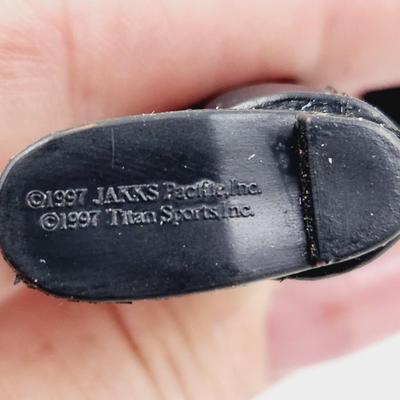 ©1997 JAKKS Pacific, Inc.
©1997 Titan Sports, Inc.